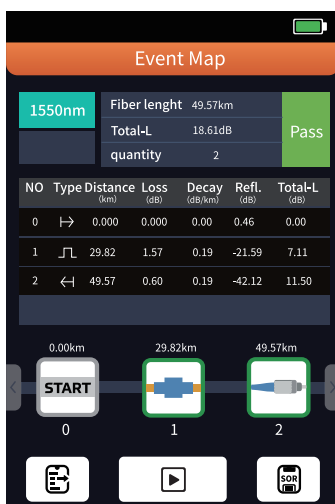 Event Map
1550nm
Fiber lenght 49.57km
Total-L 18.61dB
quantity 2
Pass
NO Type Distance (km) Loss (dB) Decay (dB/km) Refl. (dB) Total-L (dB)
0 0.000 0.000 0.00 0.46 0.00
1 29.82 1.57 0.19 -21.59 7.11
2 49.57 0.60 0.19 -42.12 11.50
0.00km 29.82km 49.57km
START
0 1 2
SOR